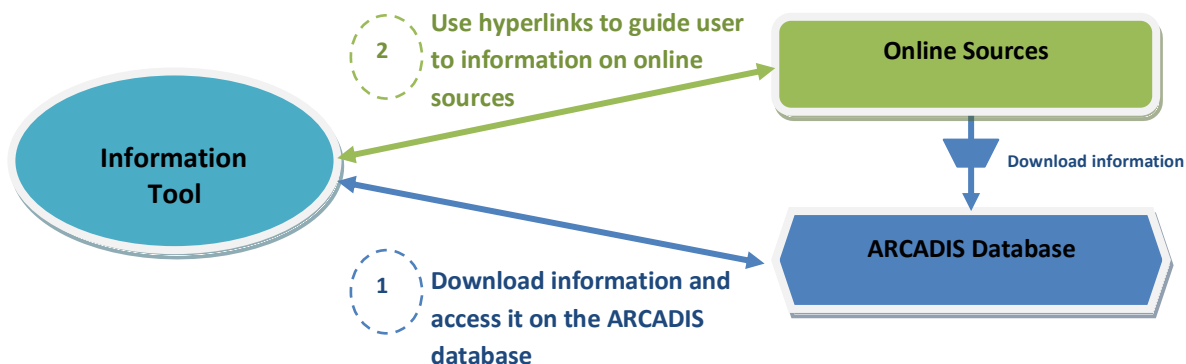 2
Use hyperlinks to guide user
to information on online
sources
Online Sources
Information
Tool
Download information
ARCADIS Database
1
Download information and
access it on the ARCADIS
database